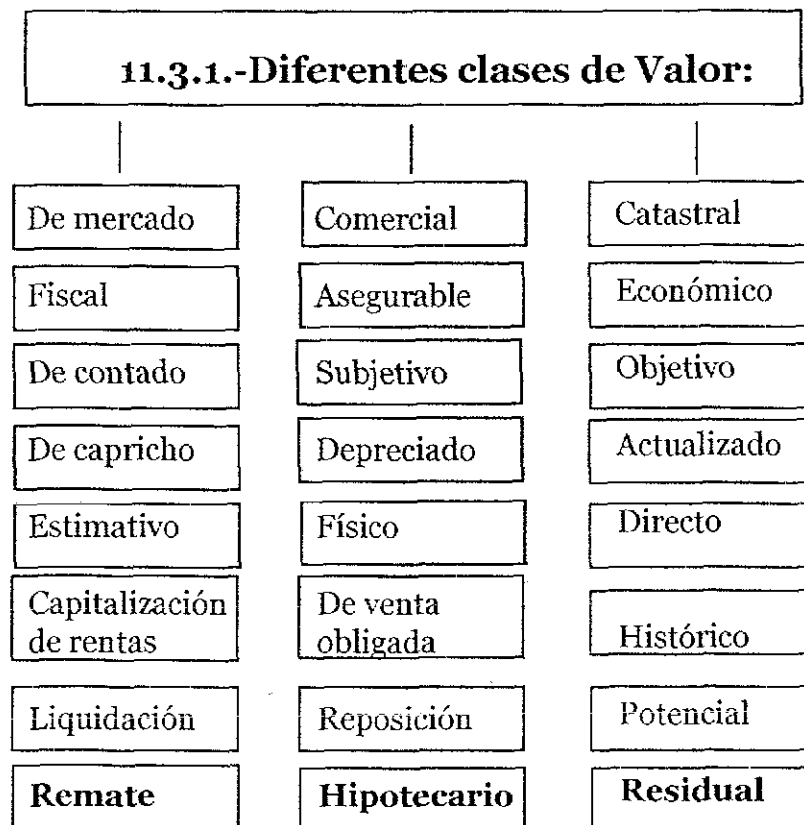 11.3.1.-Diferentes clases de Valor:
De mercado
Comercial
Catastral
Fiscal
Asegurable
Económico
De contado
Subjetivo
Objetivo
De capricho
Depreciado
Actualizado
Estimativo
Físico
Directo
Capitalización
de rentas
De venta
obligada
Histórico
Liquidación
Reposición
Potencial
Remate
Hipotecario
Residual